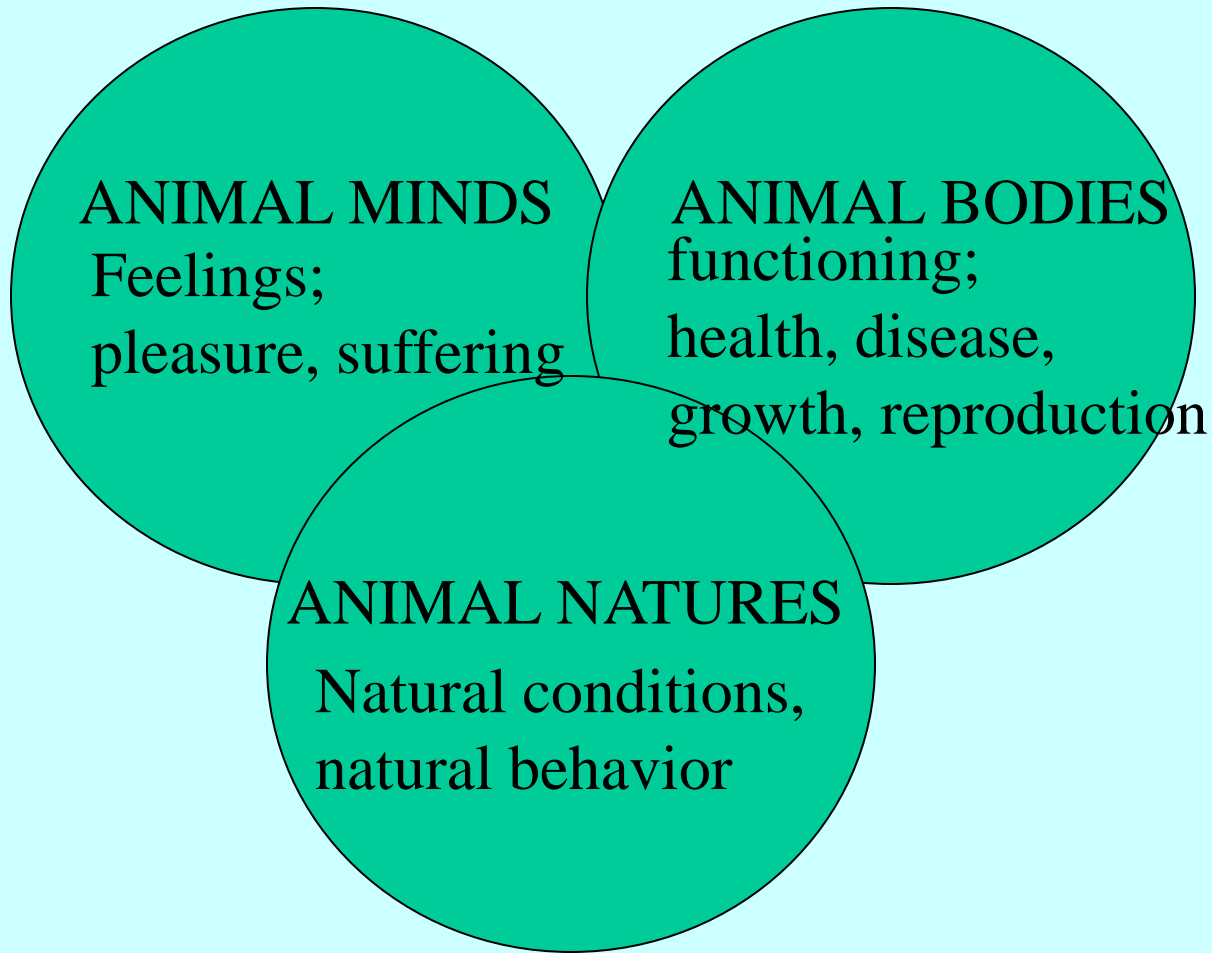 ANIMAL MINDS
Feelings;
pleasure, suffering
ANIMAL BODIES
functioning;
health, disease,
growth, reproduction
ANIMAL NATURES
Natural conditions,
natural behavior